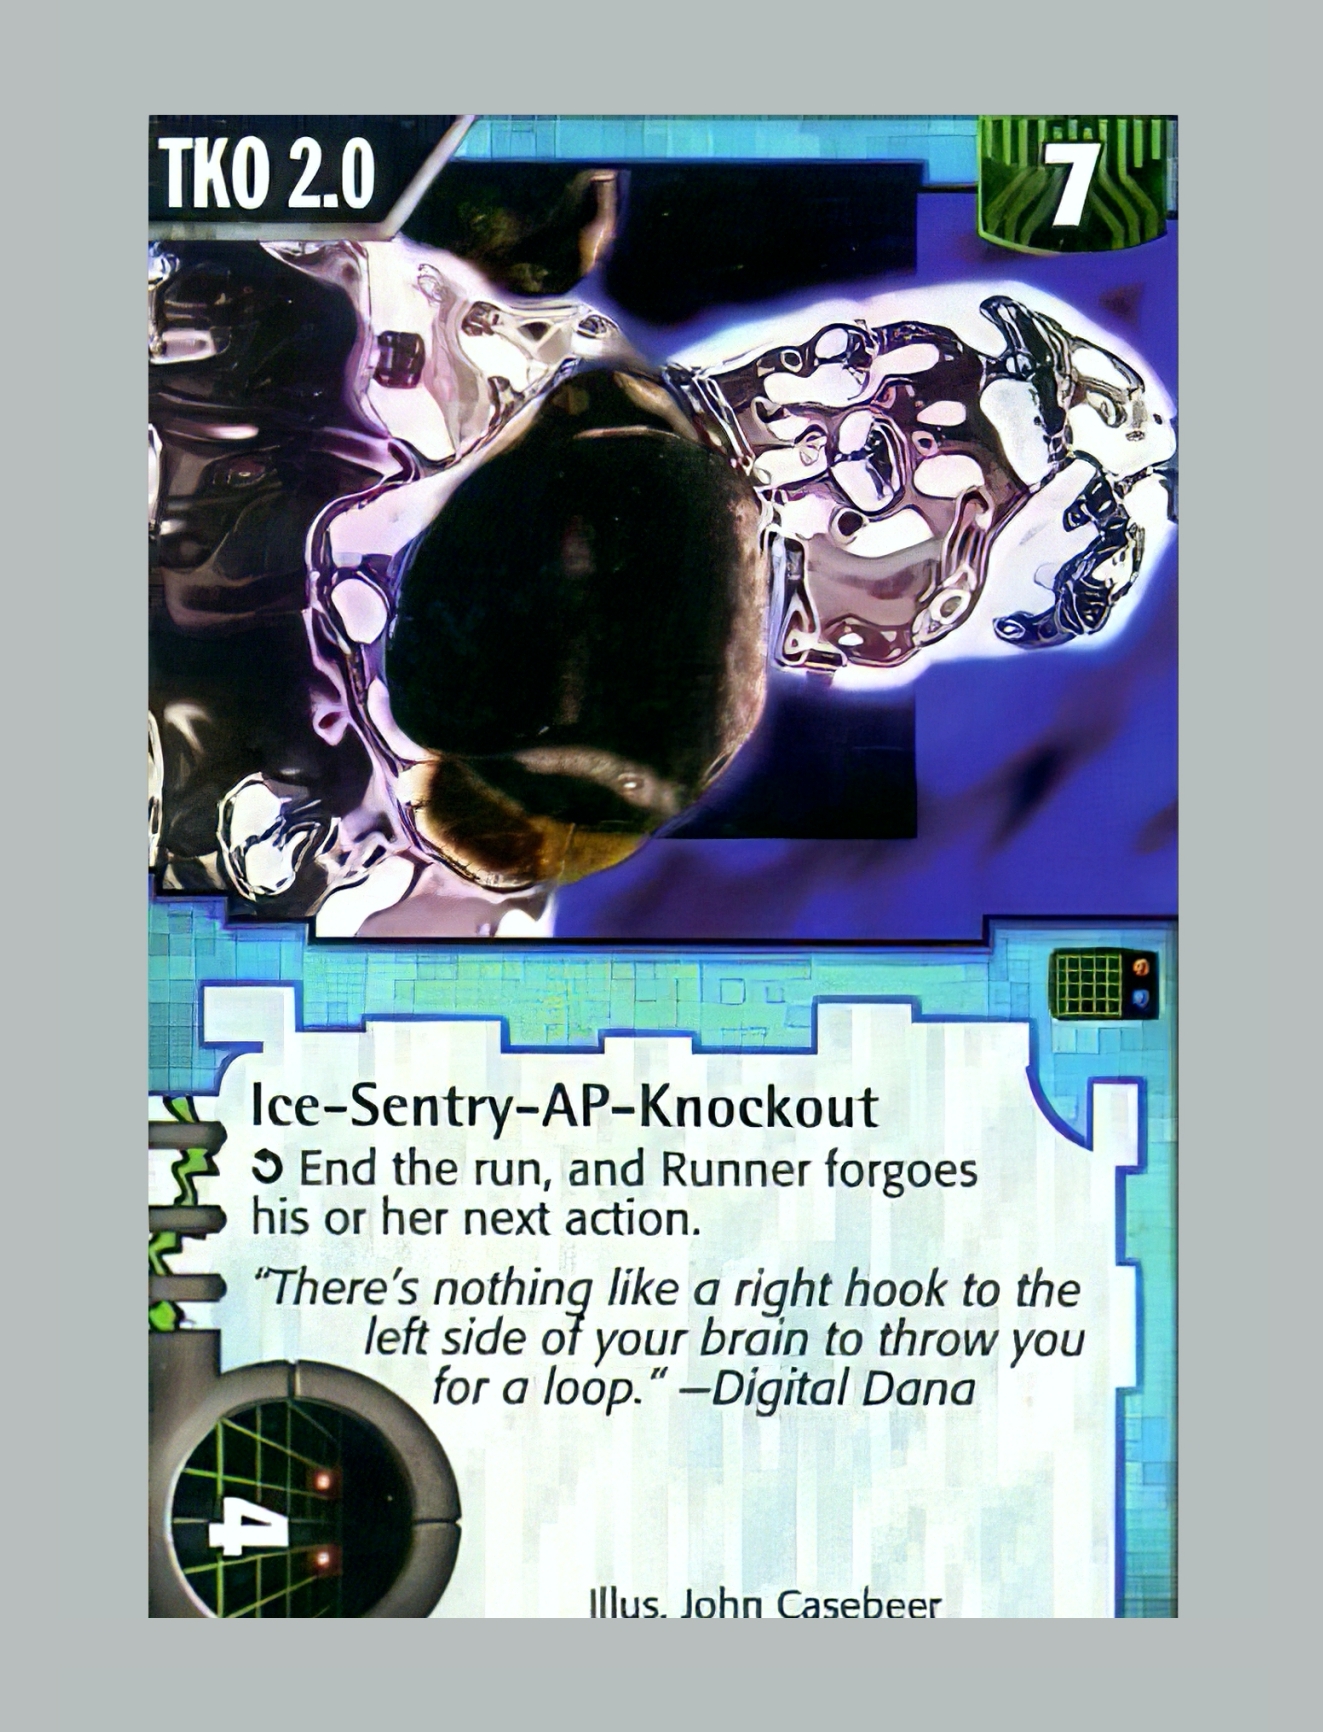 TKO 2.0
7
Ice-Sentry-AP-Knockout
End the run, and Runner forgoes
his or her next action.
“There's nothing like a right hook to the
left side of your brain to throw you
for a loop.” —Digital Dana
4
Illus. John Casebeer